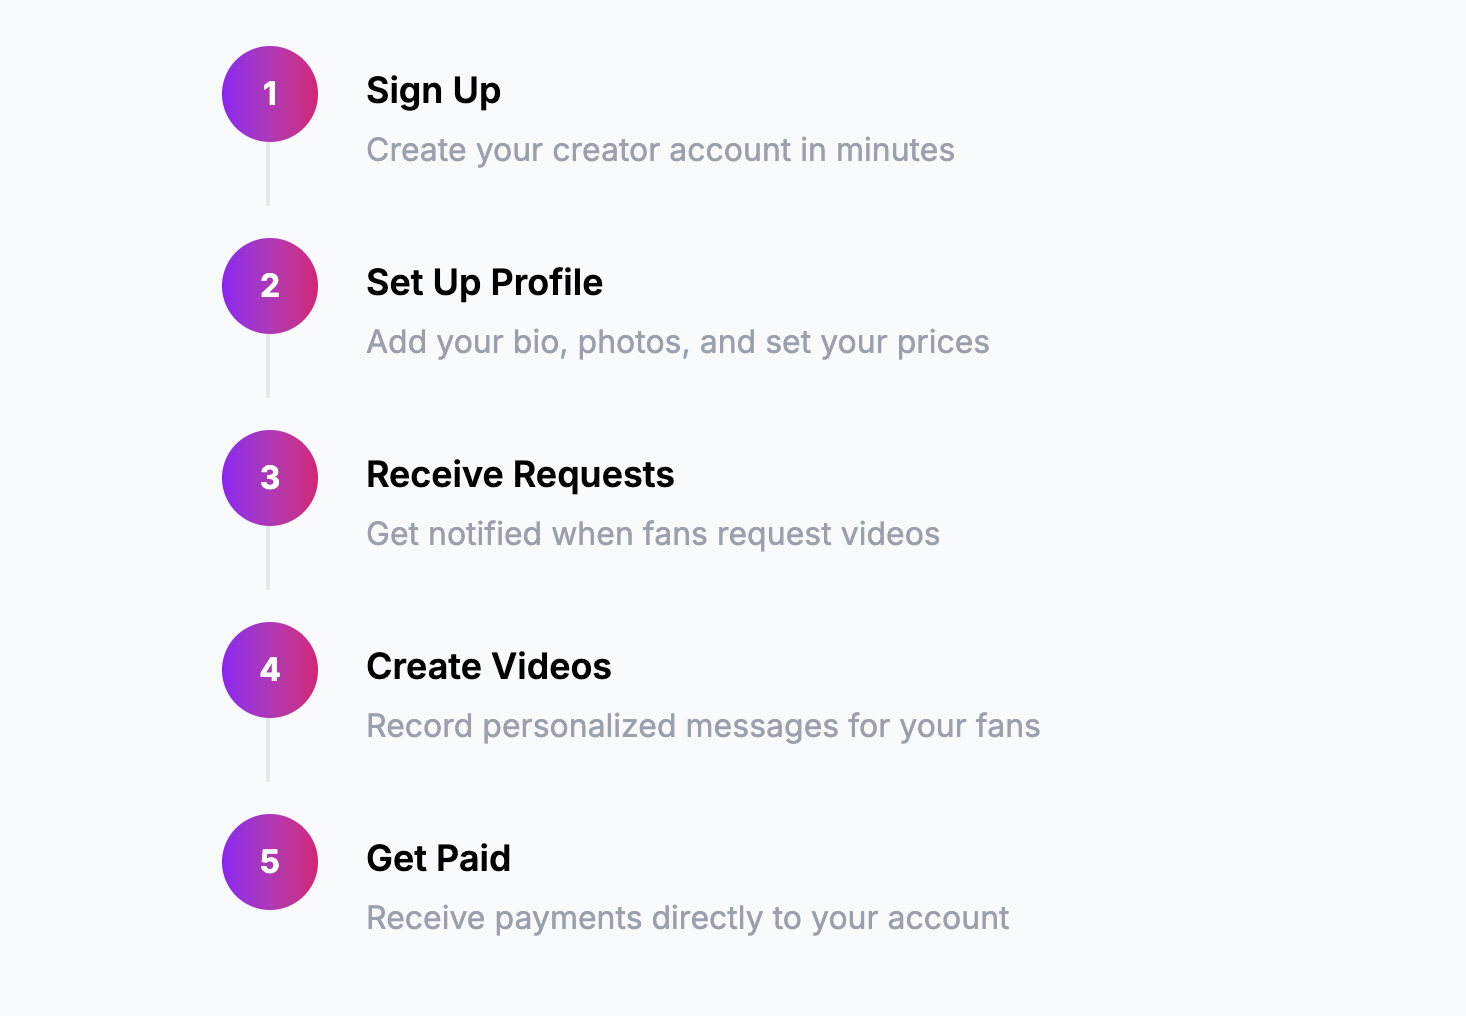 1
Sign Up
Create your creator account in minutes
2
Set Up Profile
Add your bio, photos, and set your prices
3
Receive Requests
Get notified when fans request videos
4
Create Videos
Record personalized messages for your fans
5
Get Paid
Receive payments directly to your account